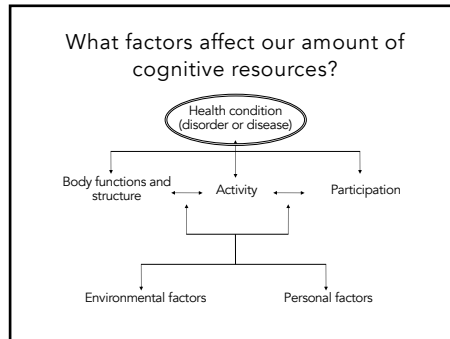 What factors affect our amount of
cognitive resources?
Health condition
(disorder or disease)
Body functions and
structure
Activity
Participation
Environmental factors
Personal factors